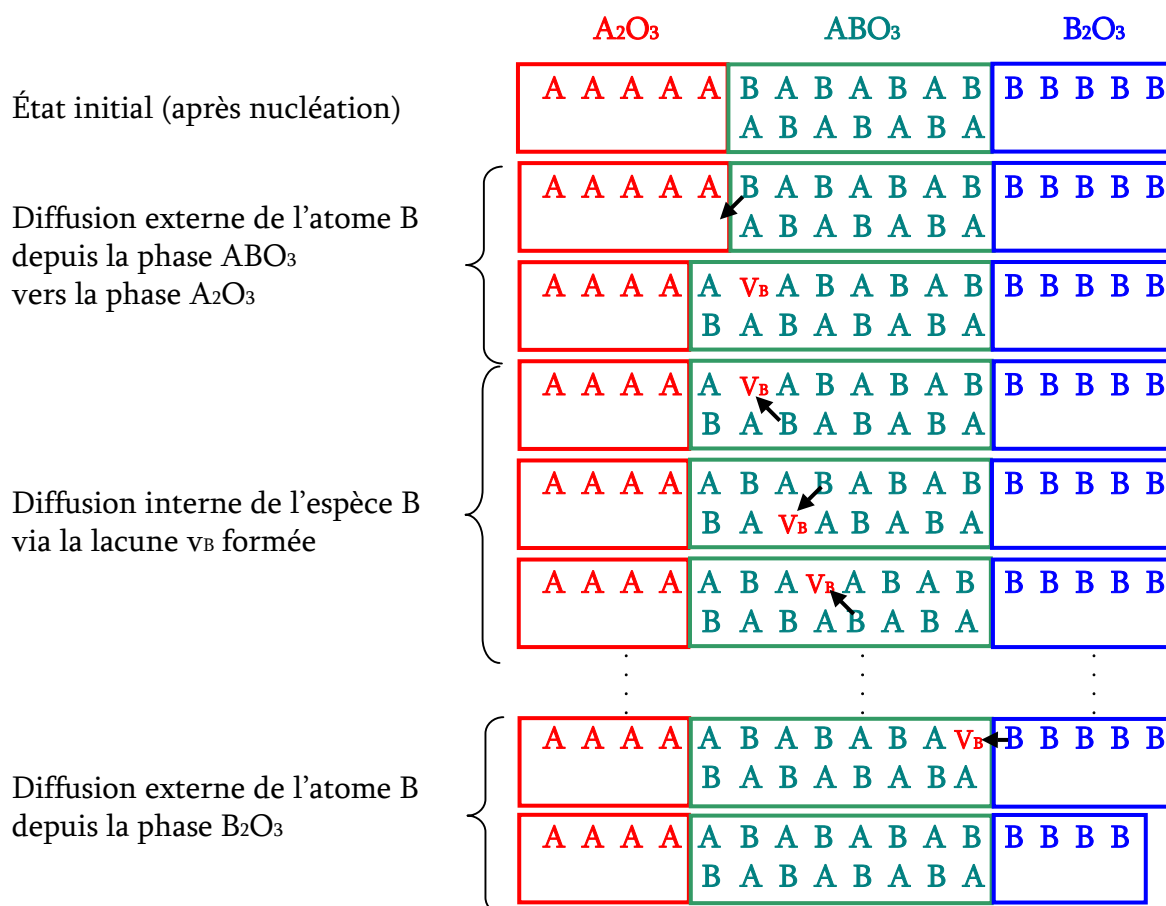 A₂O₃ ABO₃ B₂O₃
État initial (après nucléation)
A A A A A B A B A B A B B B B B B
A B A B A B A
Diffusion externe de l'atome B
depuis la phase ABO₃
vers la phase A₂O₃
A A A A A B A B A B A B B B B B B
A B A B A B A
A A A A A VB A B A B A B B B B B B
B A B A B A B A
Diffusion interne de l'espèce B
via la lacune vB formée
A A A A A VB A B A B A B B B B B B
B A B A B A B A
A A A A A B A B A B A B B B B B B
B A VB A B A B A
A A A A A B A VB A B A B B B B B B
B A B A B A B A
Diffusion externe de l'atome B
depuis la phase B₂O₃
A A A A A B A B A B A VB B B B B B
B A B A B A B A
A A A A A B A B A B A B B B B B
B A B A B A B A